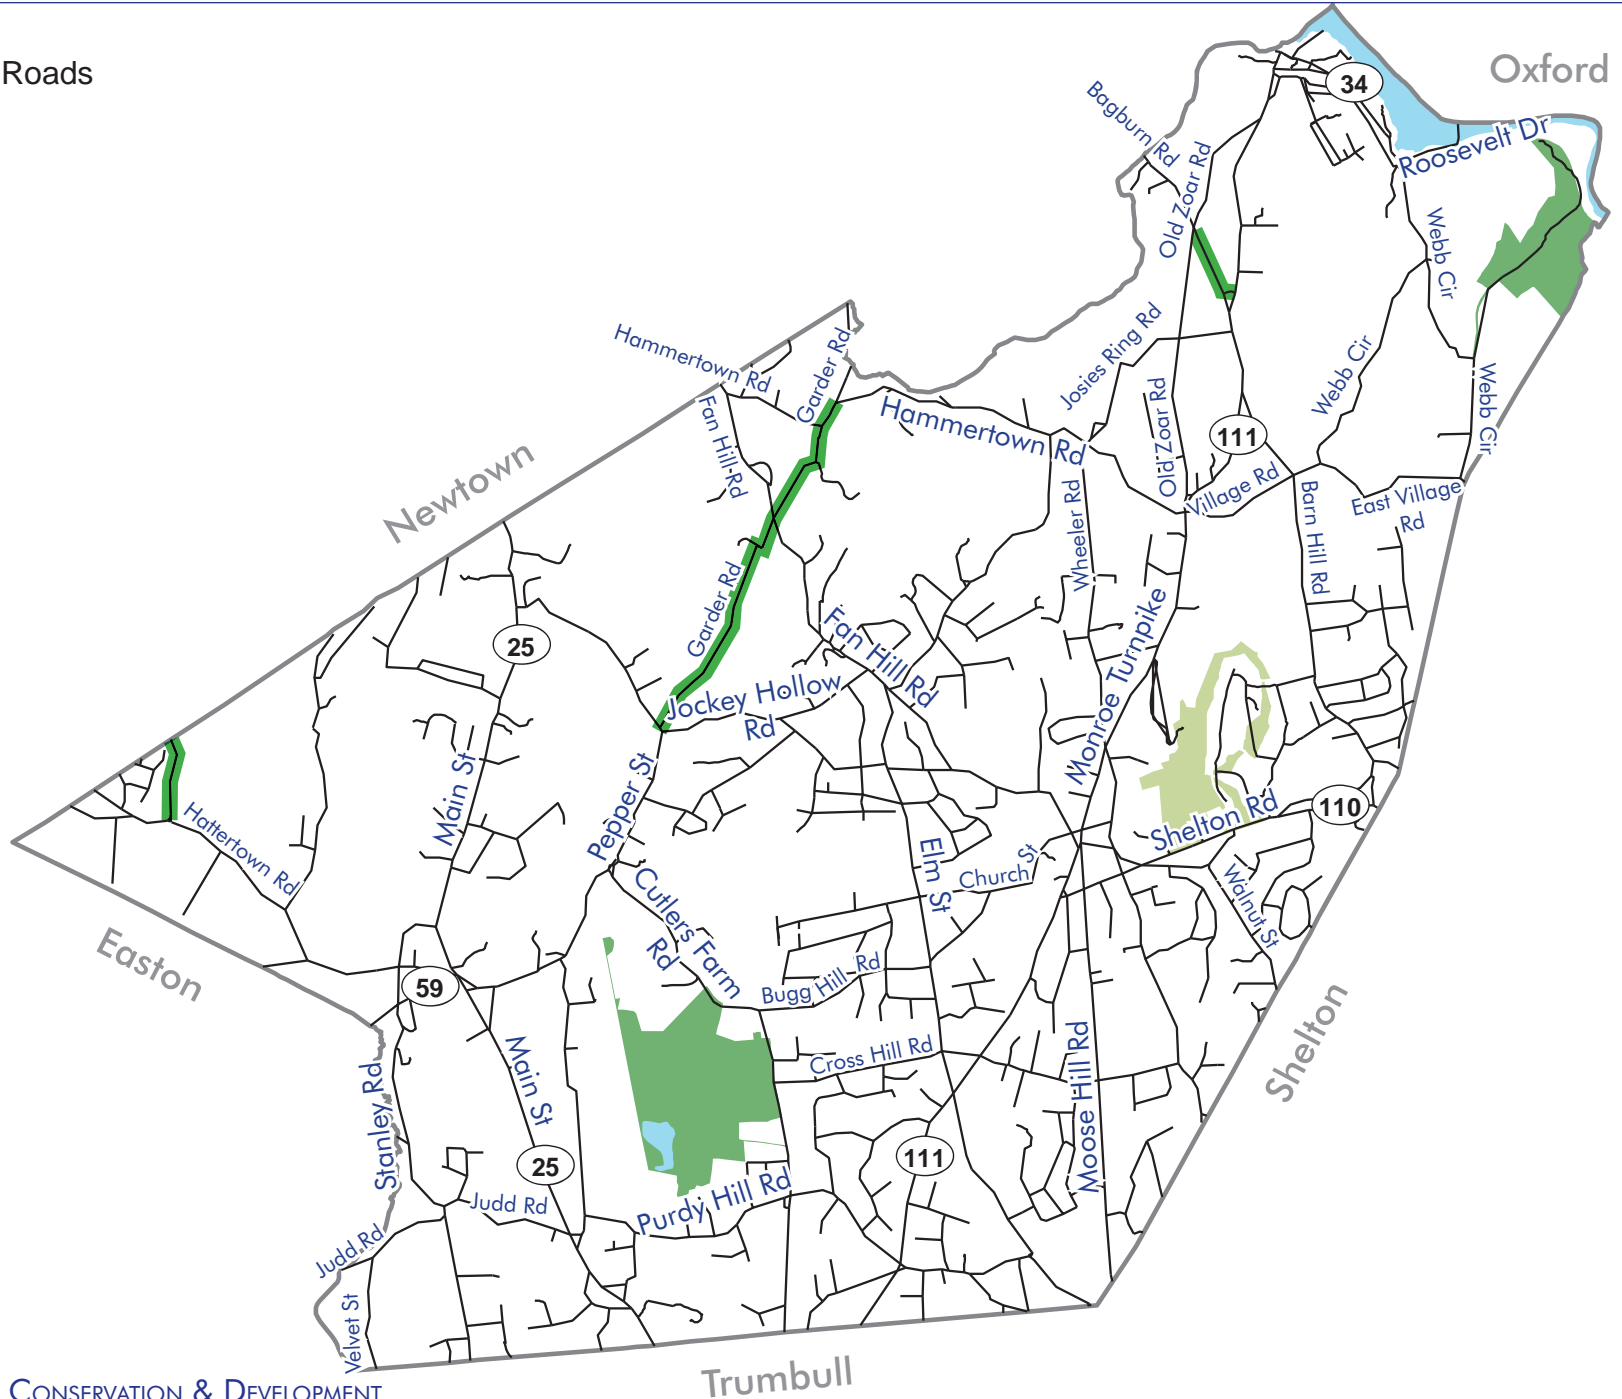 Roads
Oxford
34
Bagburn Rd
Roosevelt Dr
Old Zoar Rd
Webb Cir
Hammertown Rd
Garder Rd
Josies Ring Rd
Webb Cir
Webb Cir
Fan Hill Rd
Hammertown Rd
Old Zoar Rd
111
Newtown
Village Rd
East Village
Rd
Wheeler Rd
Barn Hill Rd
Garder Rd
25
Fan Hill Rd
Monroe Turnpike
Jockey Hollow
Rd
Main St
Pepper St
110
Shelton Rd
Hattertown Rd
Elm St
Church St
Walnut St
Cutlers Farm
Rd
Easton
59
Bugg Hill Rd
Shelton
Main St
Cross Hill Rd
Moose Hill Rd
Stanley Rd
25
111
Judd Rd
Purdy Hill Rd
Judd Rd
Velvet St
Trumbull
CONSERVATION & DEVELOPMENT